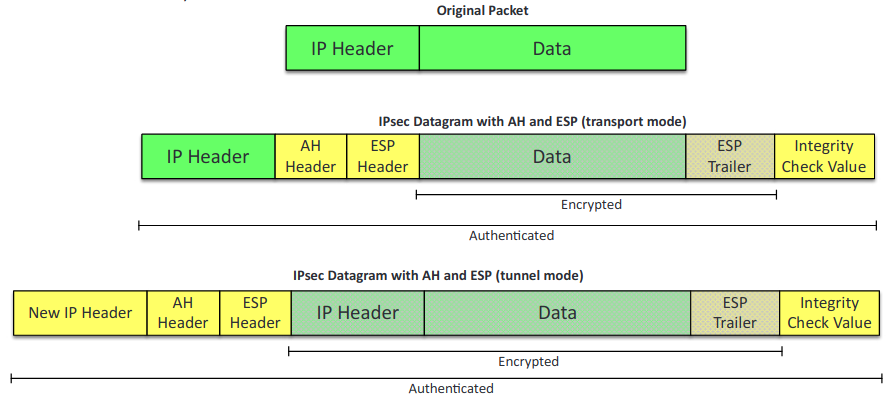 Original Packet
IP Header Data
IPsec Datagram with AH and ESP (transport mode)
IP Header AH Header ESP Header Data ESP Trailer Integrity Check Value
Encrypted
Authenticated
IPsec Datagram with AH and ESP (tunnel mode)
New IP Header AH Header ESP Header IP Header Data ESP Trailer Integrity Check Value
Encrypted
Authenticated